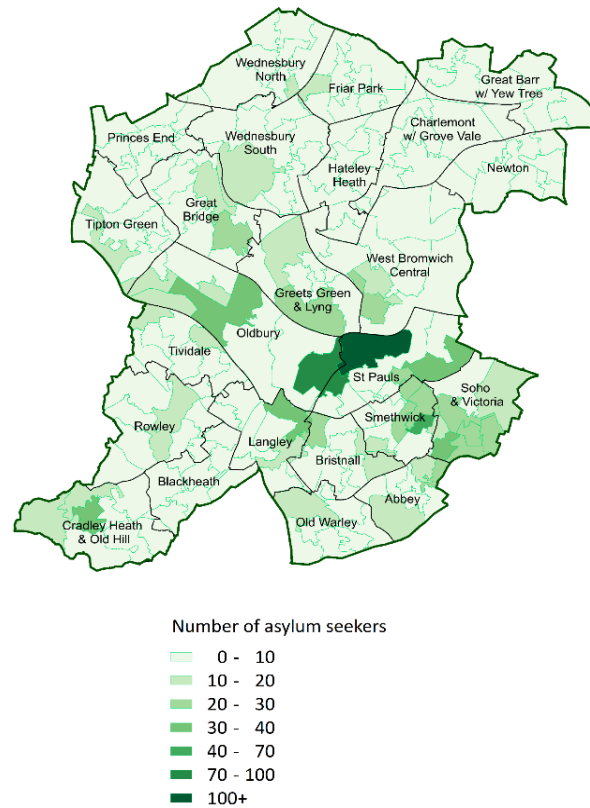 Wednesbury
North
Friar Park
Great Barr
w/ Yew Tree
Princes End
Wednesbury
South
Charlemont
w/ Grove Vale
Hateley
Heath
Newton
Tipton Green
Great
Bridge
West Bromwich
Central
Greets Green
& Lyng
Oldbury
Tividale
St Pauls
Soho
& Victoria
Smethwick
Rowley
Langley
Bristnall
Blackheath
Abbey
Cradley Heath
& Old Hill
Old Warley
Number of asylum seekers
0 - 10
10 - 20
20 - 30
30 - 40
40 - 70
70 - 100
100+